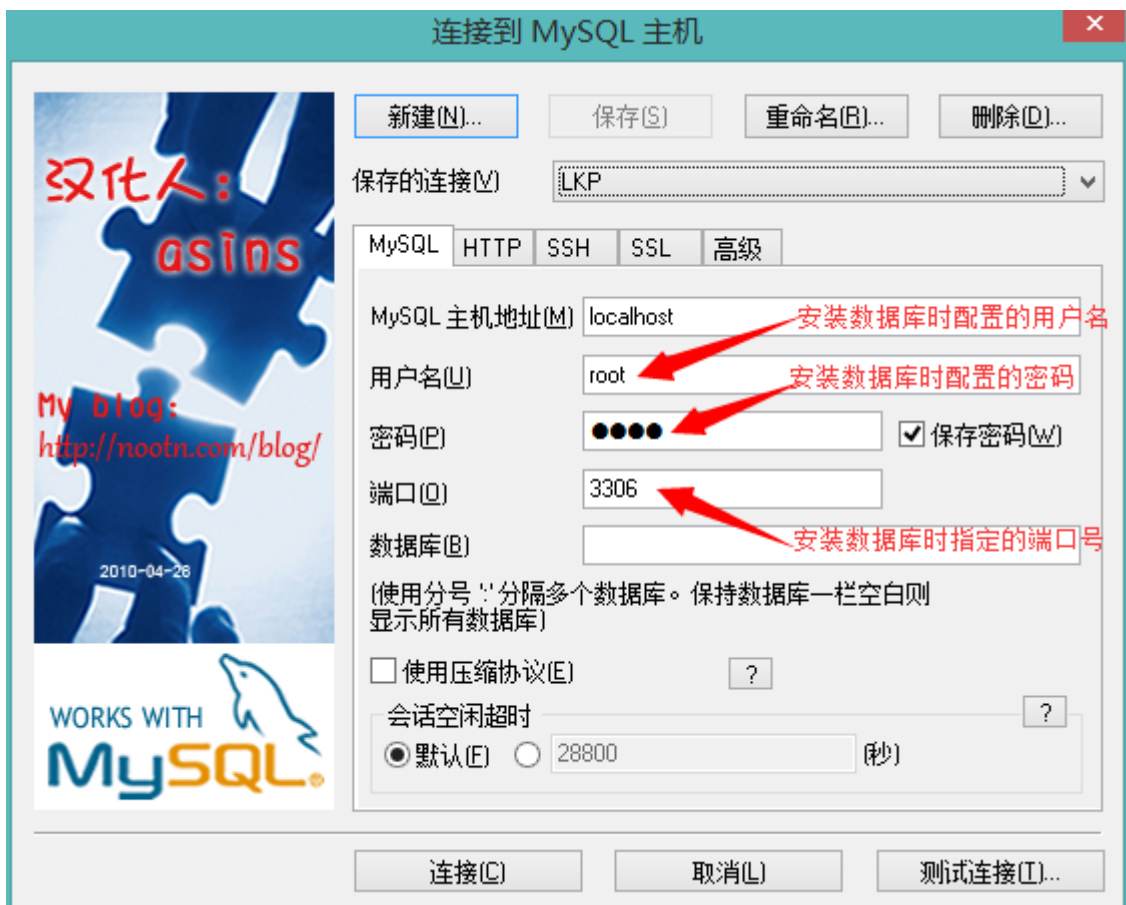 连接到 MySQL 主机
新建(N)...
保存(S)
重命名(R)...
删除(D)...
保存的连接(V)
LKP
汉化人:
asins
My blog:
http://nootn.com/blog/
2010-04-26
WORKS WITH
MySQL
MySQL
HTTP
SSH
SSL
高级
MySQL 主机地址(M)
localhost
安装数据库时配置的用户名
用户名(U)
root
安装数据库时配置的密码
密码(P)
保存密码(W)
端口(O)
3306
安装数据库时指定的端口号
数据库(B)
(使用分号 ';' 分隔多个数据库。保持数据库一栏空白则
显示所有数据库)
使用压缩协议(E)
?
会话空闲超时
?
默认(F)
28800
(秒)
连接(C)
取消(L)
测试连接(T)...